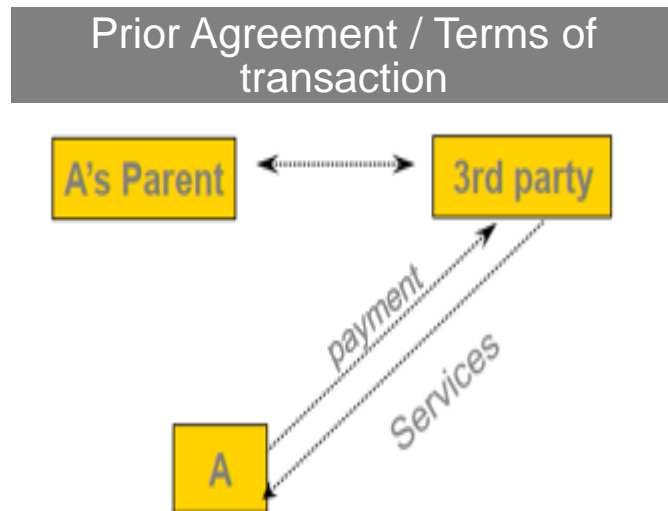 Prior Agreement / Terms of
transaction
A's Parent
3rd party
payment
Services
A